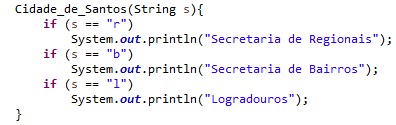 Cidade_de_Santos(String s){
if (s == "r")
System.out.println("Secretaria de Regionais");
if (s == "b")
System.out.println("Secretaria de Bairros");
if (s == "l")
System.out.println("Logradouros");
}